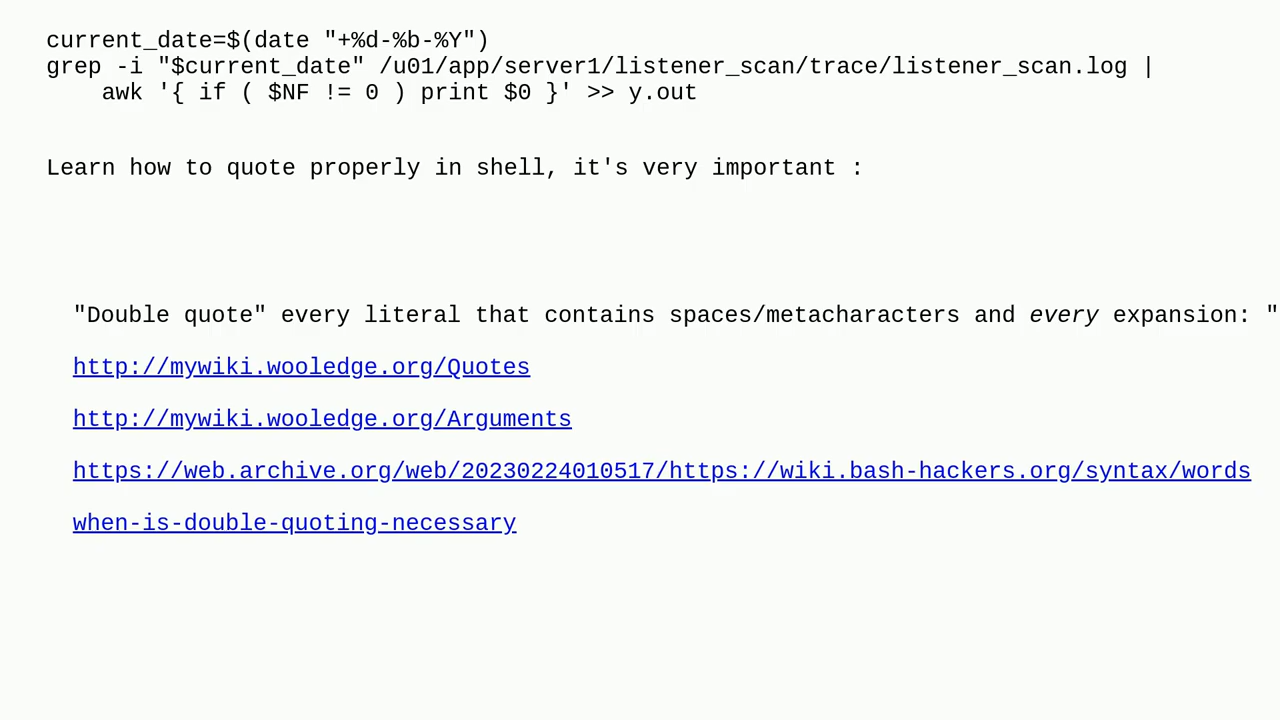 current_date=$(date "+%d-%b-%Y")
grep -i "$current_date" /u01/app/server1/listener_scan/trace/listener_scan.log |
    awk '{ if ( $NF != 0 ) print $0 }' >> y.out
Learn how to quote properly in shell, it's very important :
"Double quote" every literal that contains spaces/metacharacters and every expansion: "
http://mywiki.wooledge.org/Quotes
http://mywiki.wooledge.org/Arguments
https://web.archive.org/web/20230224010517/https://wiki.bash-hackers.org/syntax/words
when-is-double-quoting-necessary